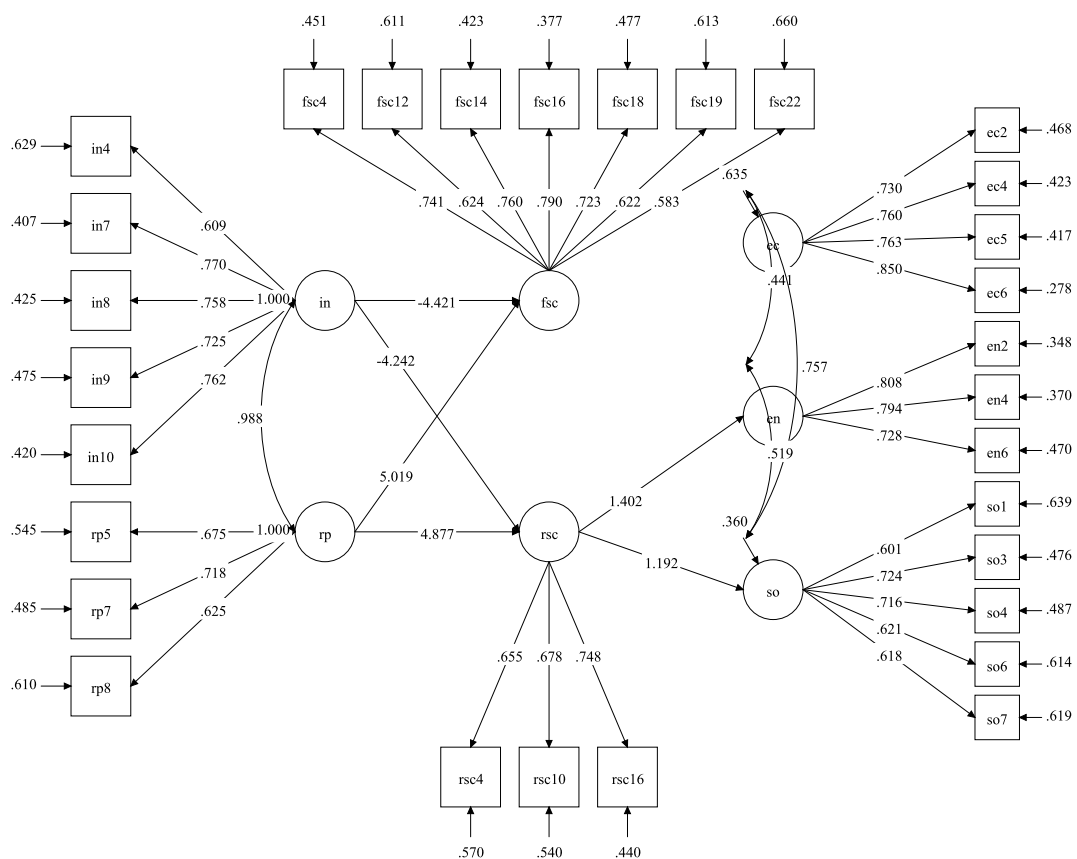 .451 .611 .423 .377 .477 .613 .660
fsc4 fsc12 fsc14 fsc16 fsc18 fsc19 fsc22
ec2 .468
.629 in4
.635
ec4 .423
.730
.741 .624 .760 .790 .723 .622 .583
.760
.407 in7
.609
ec
ec5 .417
.763
.770
.850
.441
ec6 .278
.425 in8 .758 1.000 in -4.421 fsc
.725
en2 .348
-4.242
.757
.475 in9
.762
.808
en4 .370
.794
.988
en
.728
.420 in10
.519
en6 .470
5.019
1.402
so1 .639
.545 rp5 .675 1.000 rp 4.877 rsc
.360
.601
so3 .476
1.192
.718
.724
so
.716
.485 rp7
.625
so4 .487
.621
.655 .678 .748
.618
so6 .614
.610 rp8
so7 .619
rsc4 rsc10 rsc16
.570 .540 .440